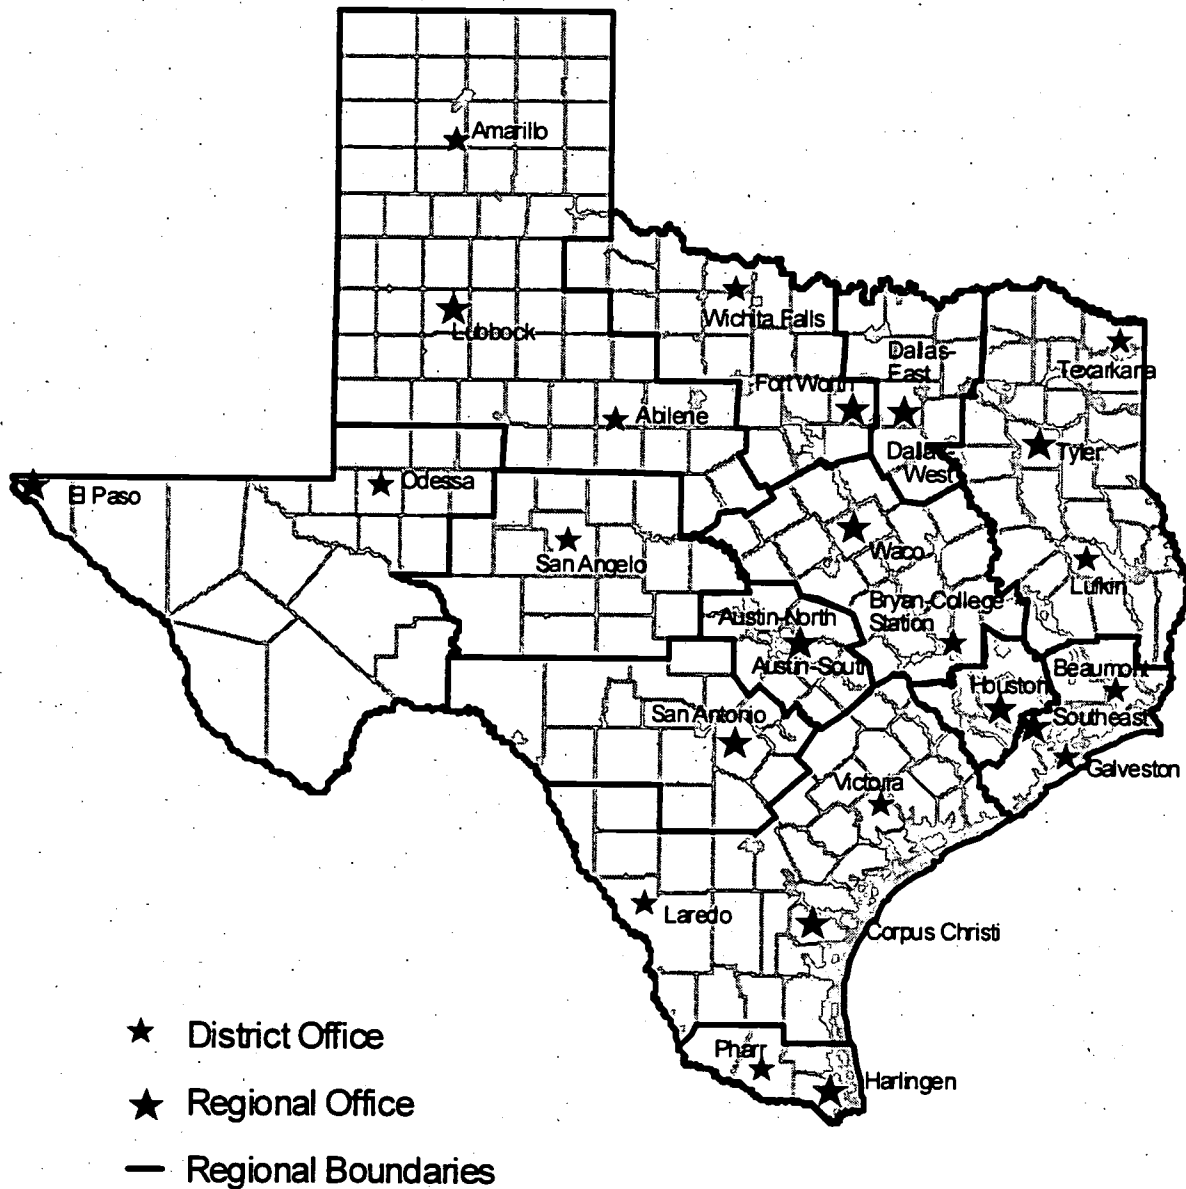 Amarillo
Lubbock
Wichita Falls
Dallas-
East
Texarkana
Fort Worth
Abilene
Dallas-
West
Tyler
El Paso
Odessa
San Angelo
Waco
Lufkin
Bryan-College
Station
Austin-North
Austin-South
Beaumont
Houston
San Antonio
Southeast
Galveston
Victoria
Laredo
Corpus Christi
Pharr
Harlingen
District Office
Regional Office
Regional Boundaries